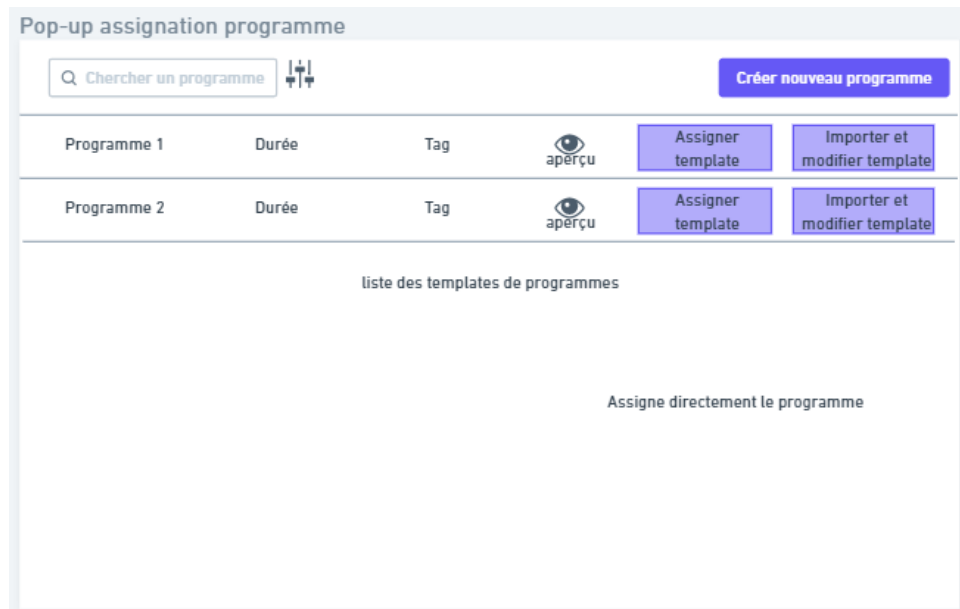 Pop-up assignation programme
Chercher un programme
Créer nouveau programme
Programme 1 Durée Tag aperçu Assigner template Importer et modifier template
Programme 2 Durée Tag aperçu Assigner template Importer et modifier template
liste des templates de programmes
Assigne directement le programme